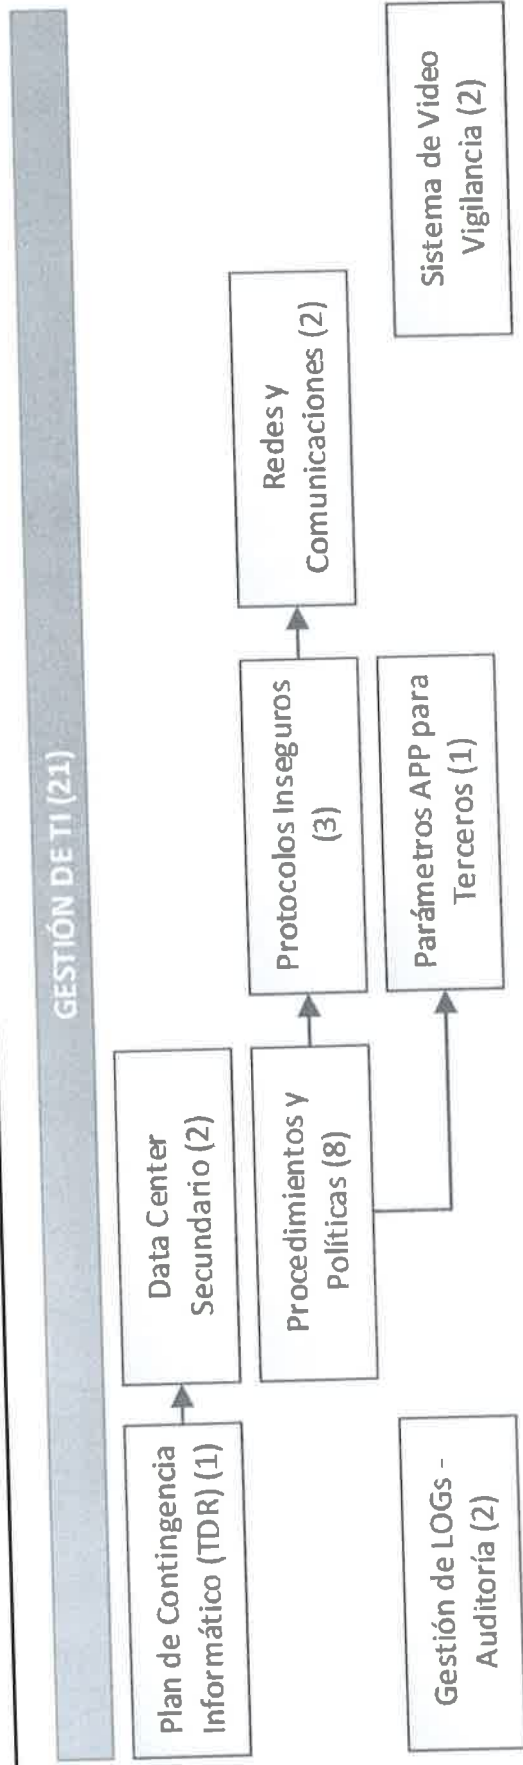 GESTIÓN DE TI (21)
Plan de Contingencia
Informático (TDR) (1)
Data Center
Secundario (2)
Procedimientos y
Políticas (8)
Protocolos Inseguros
(3)
Redes y
Comunicaciones (2)
Parámetros APP para
Terceros (1)
Gestión de LOGs -
Auditoría (2)
Sistema de Video
Vigilancia (2)